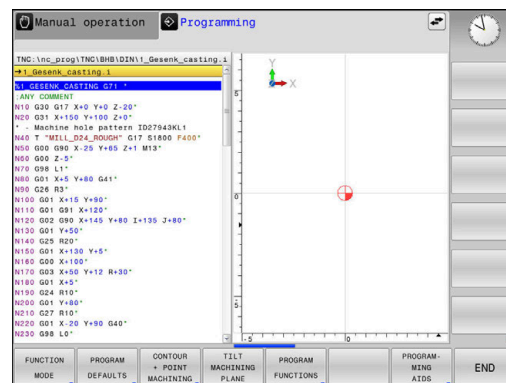 Manual operation
Programming
TNC:\nc_prog\TNC\BHB\DIN\1_Gesenk_casting.i
→1_Gesenk_casting.i
%1_GESENK_CASTING G71 *
;ANY COMMENT
N10 G30 G17 X+0 Y+0 Z-20*
N20 G31 X+150 Y+100 Z+0*
* - Machine hole pattern ID27943KL1
N40 T "MILL_D24_ROUGH" G17 S1800 F400*
N50 G00 G90 X-25 Y+65 Z+1 M13*
N60 G00 Z-5*
N70 G98 L1*
N80 G01 X+5 Y+80 G41*
N90 G26 R3*
N100 G01 X+15 Y+90*
N110 G01 G91 X+120*
N120 G02 G90 X+145 Y+80 I+135 J+80*
N130 G01 Y+50*
N140 G25 R20*
N150 G01 X+130 Y+5*
N160 G00 X+100*
N170 G03 X+50 Y+12 R+30*
N180 G01 X+5*
N190 G24 R10*
N200 G01 Y+80*
N210 G27 R10*
N220 G01 X-20 Y+90 G40*
N230 G98 L0*
Y
X
5
0
5
-5
0
FUNCTION MODE
PROGRAM DEFAULTS
CONTOUR + POINT MACHINING
TILT MACHINING PLANE
PROGRAM FUNCTIONS
PROGRAM- MING AIDS
END